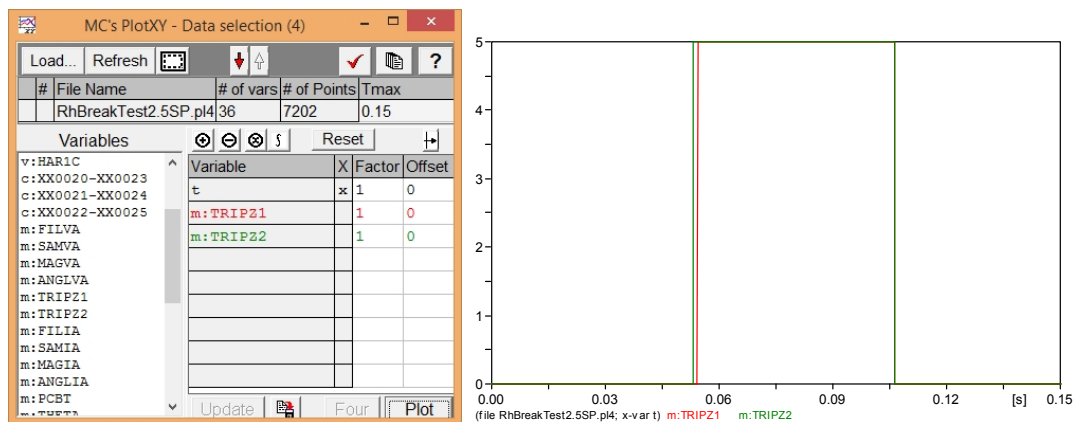 MC's PlotXY - Data selection (4)
Load... Refresh ?
# File Name # of vars # of Points Tmax
RhBreakTest2.5SP.pl4 36 7202 0.15
Variables Reset
v:HAR1C
c:XX0020-XX0023
c:XX0021-XX0024
c:XX0022-XX0025
m:FILVA
m:SAMVA
m:MAGVA
m:ANGLVA
m:TRIPZ1
m:TRIPZ2
m:FILIA
m:SAMIA
m:MAGIA
m:ANGLIA
m:PCBT
m:THETA
Variable X Factor Offset
t x 1 0
m:TRIPZ1 1 0
m:TRIPZ2 1 0
Update Four Plot
5
4
3
2
1
0
0.00 0.03 0.06 0.09 0.12 [s] 0.15
(file RhBreakTest2.5SP.pl4; x-var t) m:TRIPZ1 m:TRIPZ2